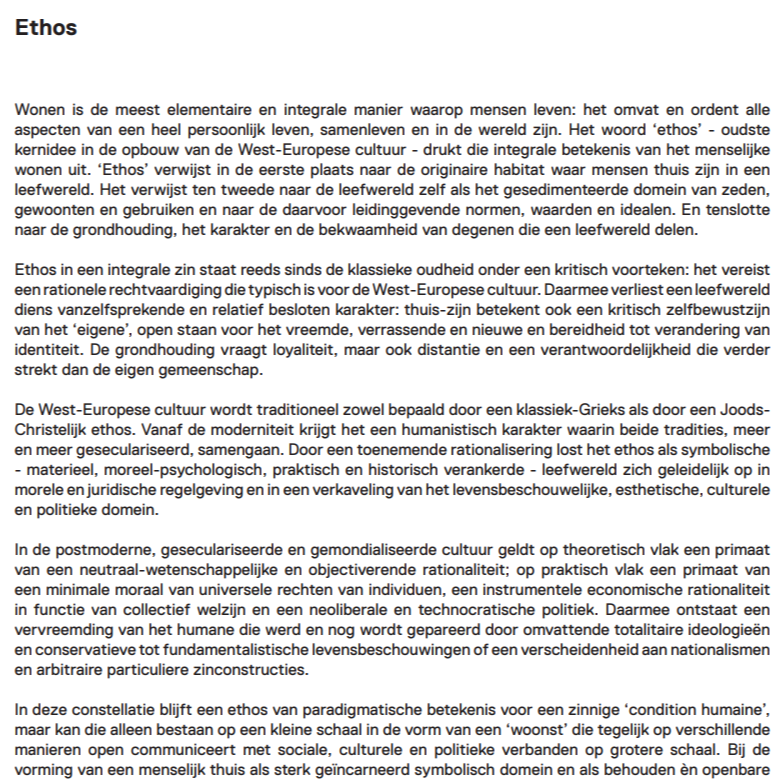 Ethos
Wonen is de meest elementaire en integrale manier waarop mensen leven: het omvat en ordent alle
aspecten van een heel persoonlijk leven, samenleven en in de wereld zijn. Het woord ‘ethos’ - oudste
kernidee in de opbouw van de West-Europese cultuur - drukt die integrale betekenis van het menselijke
wonen uit. ‘Ethos’ verwijst in de eerste plaats naar de originaire habitat waar mensen thuis zijn in een
leefwereld. Het verwijst ten tweede naar de leefwereld zelf als het gesedimenteerde domein van zeden,
gewoonten en gebruiken en naar de daarvoor leidinggevende normen, waarden en idealen. En tenslotte
naar de grondhouding, het karakter en de bekwaamheid van degenen die een leefwereld delen.
Ethos in een integrale zin staat reeds sinds de klassieke oudheid onder een kritisch voorteken: het vereist
een rationele rechtvaardiging die typisch is voor de West-Europese cultuur. Daarmee verliest een leefwereld
diens vanzelfsprekende en relatief besloten karakter: thuis-zijn betekent ook een kritisch zelfbewustzijn
van het ‘eigene’, open staan voor het vreemde, verrassende en nieuwe en bereidheid tot verandering van
identiteit. De grondhouding vraagt loyaliteit, maar ook distantie en een verantwoordelijkheid die verder
strekt dan de eigen gemeenschap.
De West-Europese cultuur wordt traditioneel zowel bepaald door een klassiek-Grieks als door een Joods-
Christelijk ethos. Vanaf de moderniteit krijgt het een humanistisch karakter waarin beide tradities, meer
en meer geseculariseerd, samengaan. Door een toenemende rationalisering lost het ethos als symbolische
- materieel, moreel-psychologisch, praktisch en historisch verankerde - leefwereld zich geleidelijk op in
morele en juridische regelgeving en in een verkaveling van het levensbeschouwelijke, esthetische, culturele
en politieke domein.
In de postmoderne, geseculariseerde en gemondialiseerde cultuur geldt op theoretisch vlak een primaat
van een neutraal-wetenschappelijke en objectiverende rationaliteit; op praktisch vlak een primaat van
een minimale moraal van universele rechten van individuen, een instrumentele economische rationaliteit
in functie van collectief welzijn en een neoliberale en technocratische politiek. Daarmee ontstaat een
vervreemding van het humane die werd en nog wordt gepareerd door omvattende totalitaire ideologieën
en conservatieve tot fundamentalistische levensbeschouwingen of een verscheidenheid aan nationalismen
en arbitraire particuliere zinconstructies.
In deze constellatie blijft een ethos van paradigmatische betekenis voor een zinnige ‘condition humaine’,
maar kan die alleen bestaan op een kleine schaal in de vorm van een ‘woonst’ die tegelijk op verschillende
manieren open communiceert met sociale, culturele en politieke verbanden op grotere schaal. Bij de
vorming van een menselijk thuis als sterk geïncarneerd symbolisch domein en als behouden èn openbare